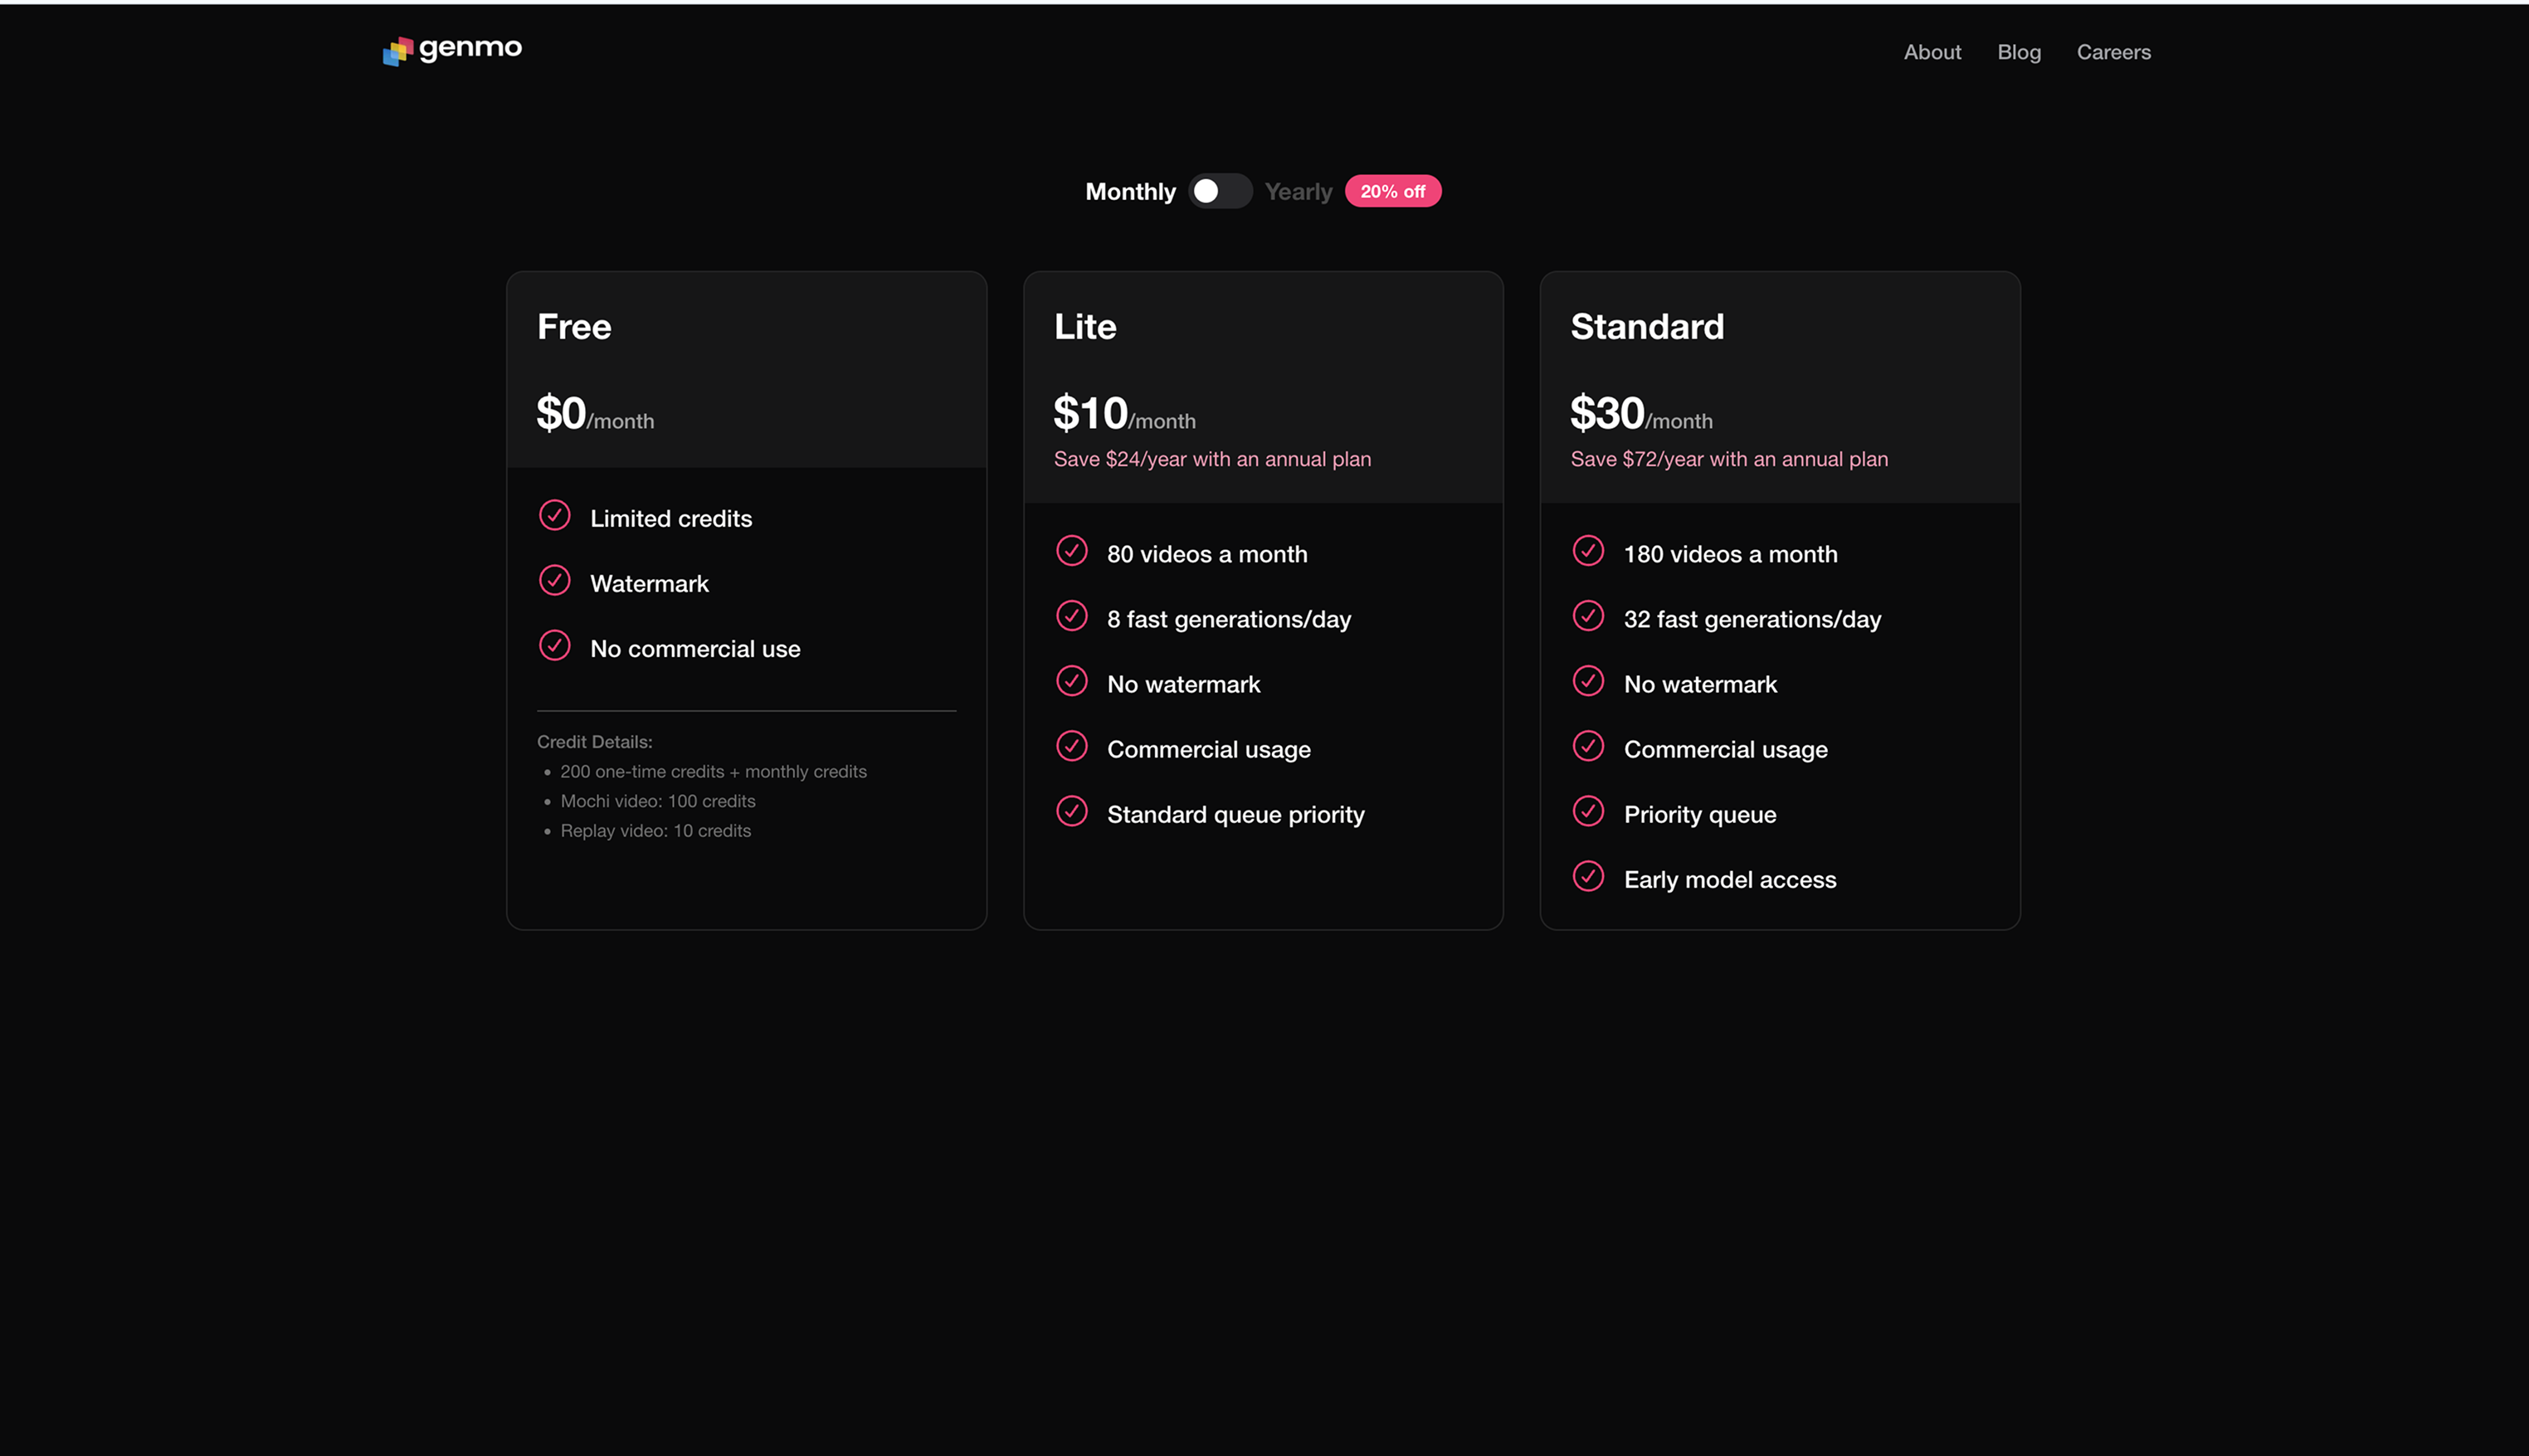 genmo
About Blog Careers
Monthly Yearly 20% off
Free
$0/month
Limited credits
Watermark
No commercial use
Credit Details:
200 one-time credits + monthly credits
Mochi video: 100 credits
Replay video: 10 credits
Lite
$10/month
Save $24/year with an annual plan
80 videos a month
8 fast generations/day
No watermark
Commercial usage
Standard queue priority
Standard
$30/month
Save $72/year with an annual plan
180 videos a month
32 fast generations/day
No watermark
Commercial usage
Priority queue
Early model access